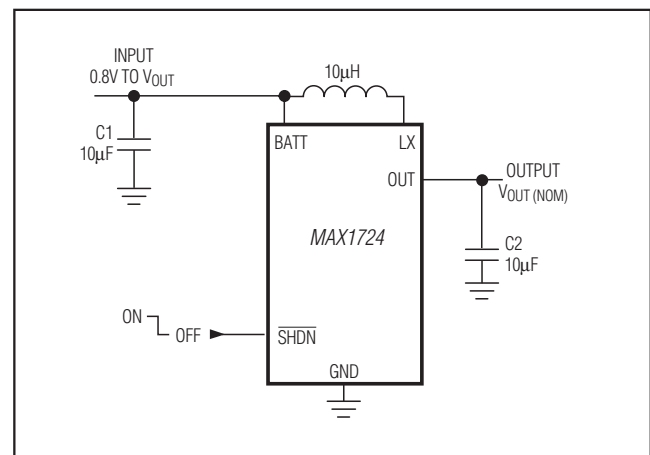 INPUT
0.8V TO VOUT
10µH
C1
10µF
BATT
LX
OUT
OUTPUT
VOUT (NOM)
MAX1724
C2
10µF
ON
OFF
SHDN
GND